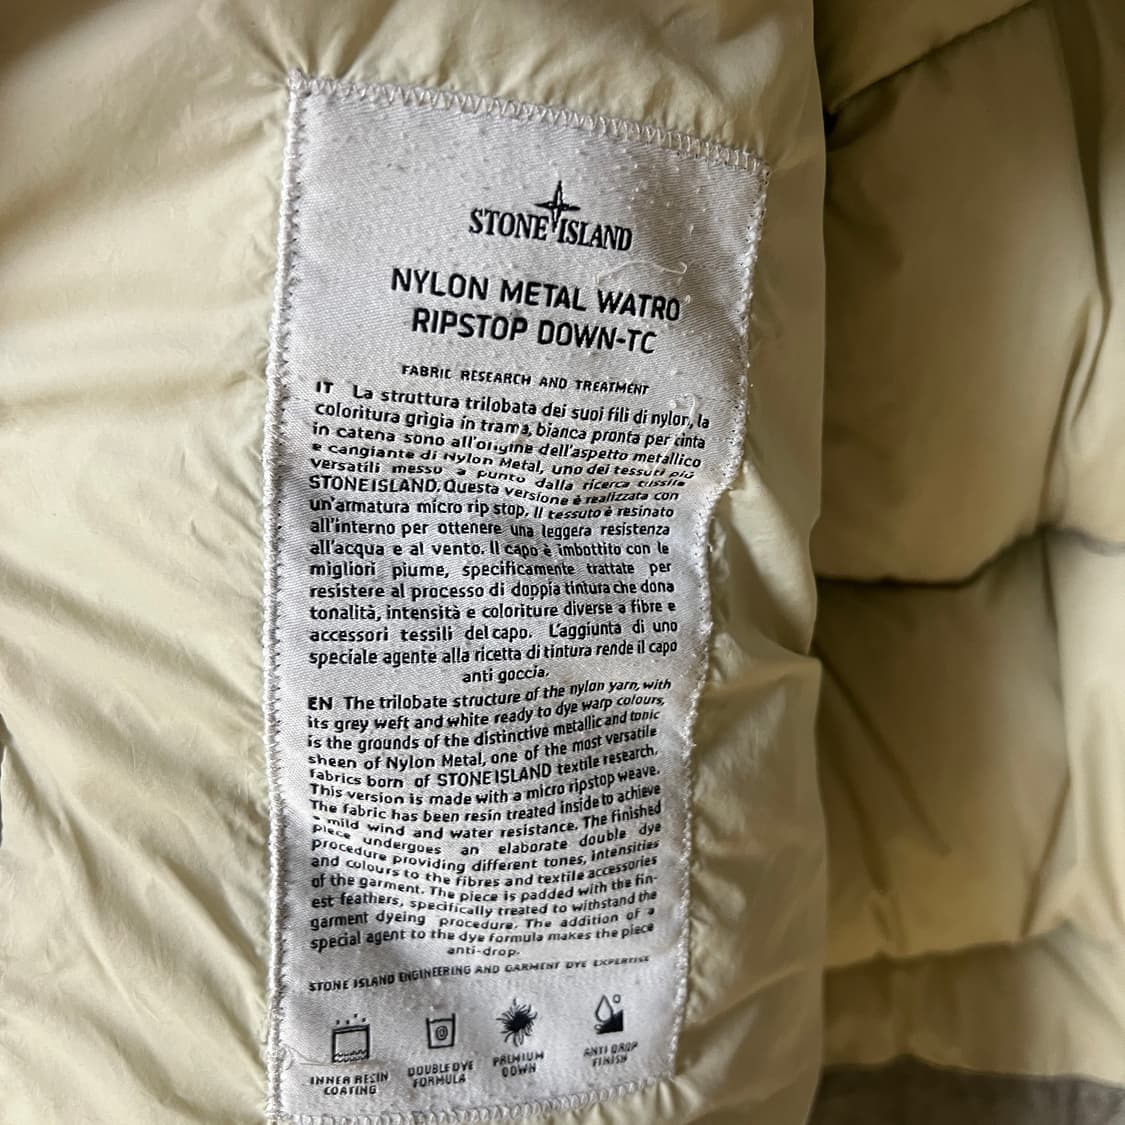 STONE ISLAND
NYLON METAL WATRO
RIPSTOP DOWN-TC
FABRIC RESEARCH AND TREATMENT
IT La struttura trilobata dei suoi fili di nylon, la
coloritura grigia in trama, bianca pronta per tinta
in catena sono all'origine dell'aspetto metallico
e cangiante di Nylon Metal, uno dei tessuti più
versatili messo a punto dalla ricerca tessile
STONE ISLAND. Questa versione è realizzata con
un'armatura micro rip stop. Il tessuto è resinato
all'interno per ottenere una leggera resistenza
all'acqua e al vento. Il capo è imbottito con le
migliori piume, specificamente trattate per
resistere al processo di doppia tintura che dona
tonalità, intensità e coloriture diverse a fibre e
accessori tessili del capo. L'aggiunta di uno
speciale agente alla ricetta di tintura rende il capo
anti goccia.
EN The trilobate structure of the nylon yarn, with
its grey weft and white ready to dye warp colours,
is the grounds of the distinctive metallic and tonic
sheen of Nylon Metal, one of the most versatile
fabrics born of STONE ISLAND textile research.
This version is made with a micro ripstop weave.
The fabric has been resin treated inside to achieve
a mild wind and water resistance. The finished
piece undergoes an elaborate double dye
procedure providing different tones, intensities
and colours to the fibres and textile accessories
of the garment. The piece is padded with the fin-
est feathers, specifically treated to withstand the
garment dyeing procedure. The addition of a
special agent to the dye formula makes the piece
anti-drop.
STONE ISLAND ENGINEERING AND GARMENT DYE EXPERTISE
INNER RESIN
COATING
DOUBLE DYE
FORMULA
PREMIUM
DOWN
ANTI DROP
FINISH